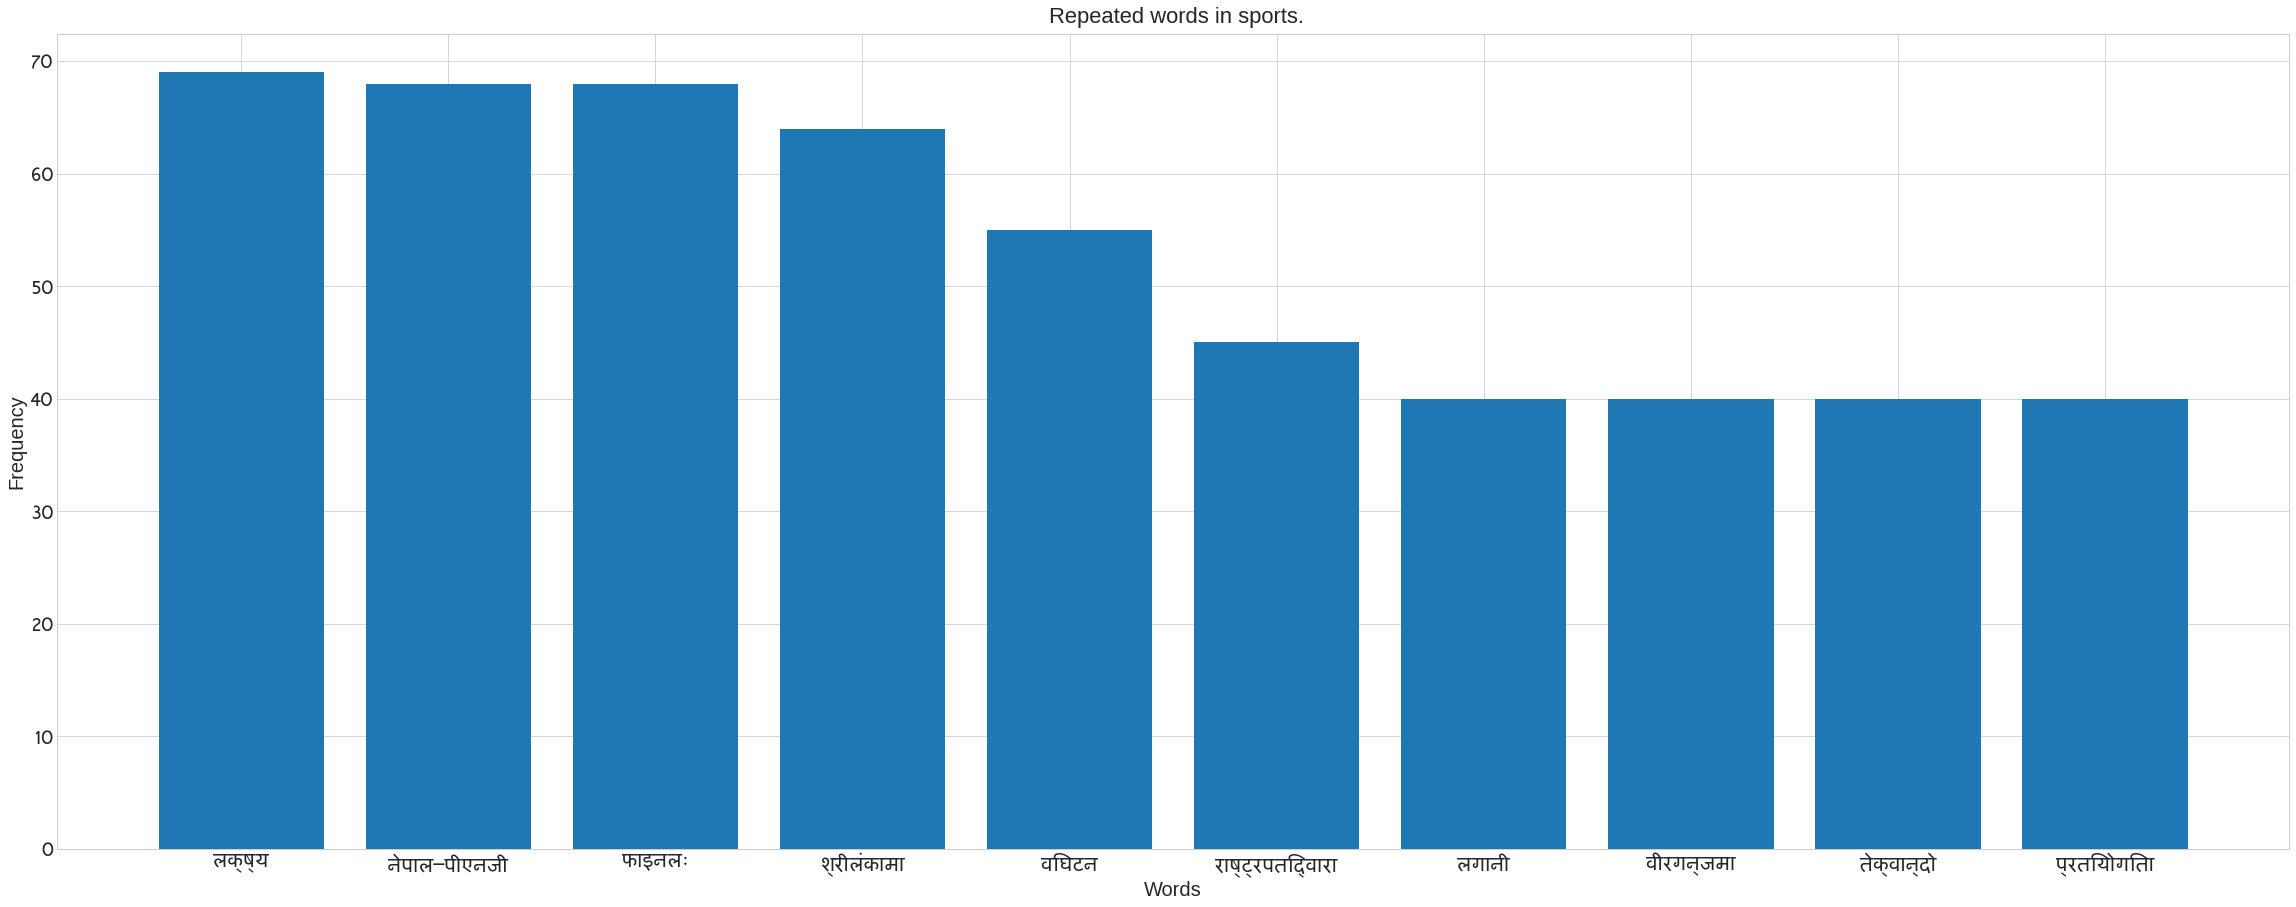 Repeated words in sports.
70
60
50
40
30
20
10
0
Frequency
लक्ष्य नेपाल–पीएनजी फाइनलः श्रीलंकामा विघटन राष्ट्रपतिद्वारा लगानी वीरगन्जमा तेक्वान्दो प्रतियोगिता
Words